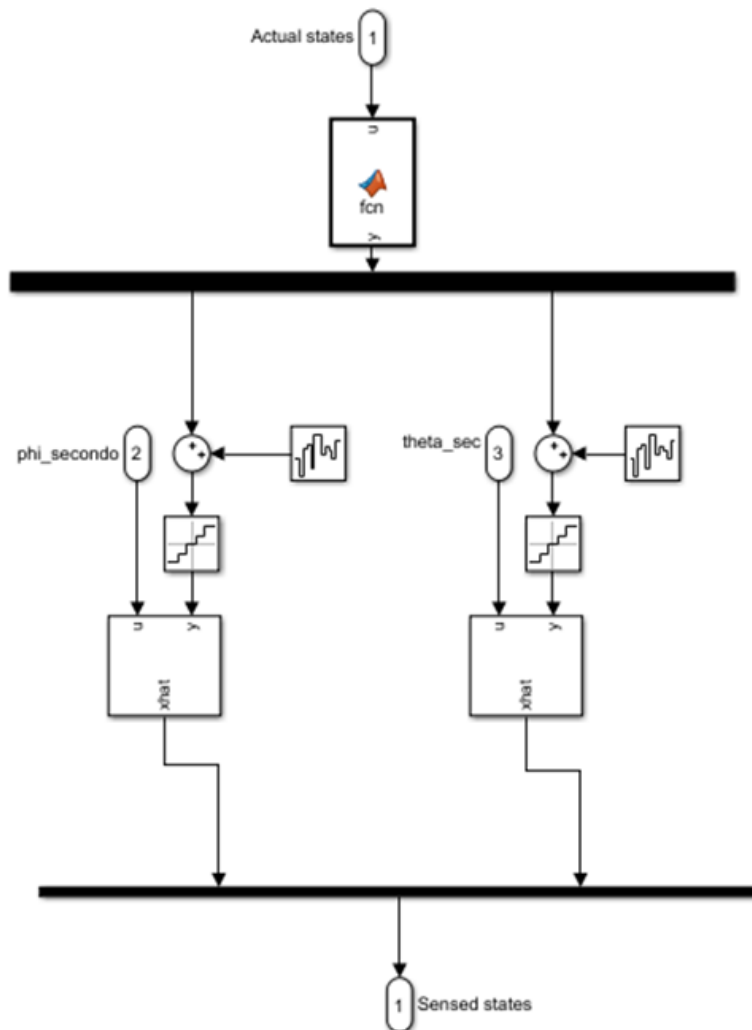 Actual states 1
u
fcn
y
phi_secondo 2
theta_sec 3
+
+
+
+
u y
u y
xhat
xhat
1 Sensed states